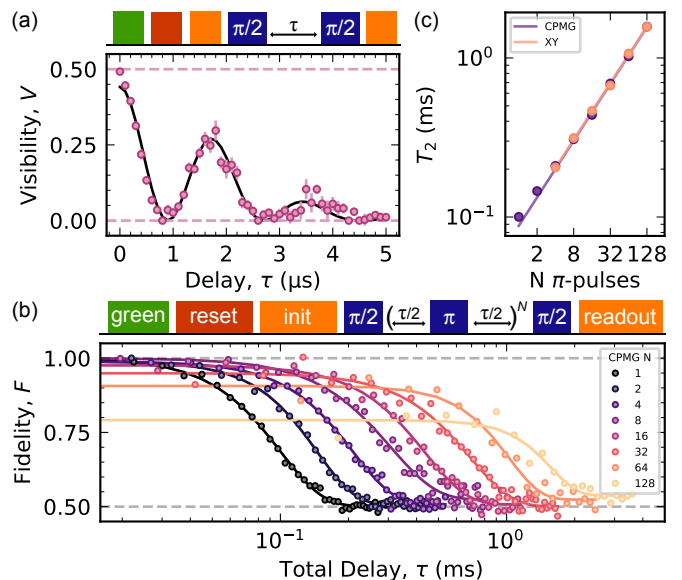 (a)
π/2 τ π/2
0.50
0.25
0.00
Visibility, V
0 1 2 3 4 5
Delay, τ (μs)
(c)
CPMG
XY
10⁰
10⁻¹
T₂ (ms)
2 8 32 128
N π-pulses
(b)
green reset init π/2 (τ/2 π τ/2)ᴺ π/2 readout
1.00
0.75
0.50
Fidelity, F
CPMG N
1
2
4
8
16
32
64
128
10⁻¹ 10⁰
Total Delay, τ (ms)